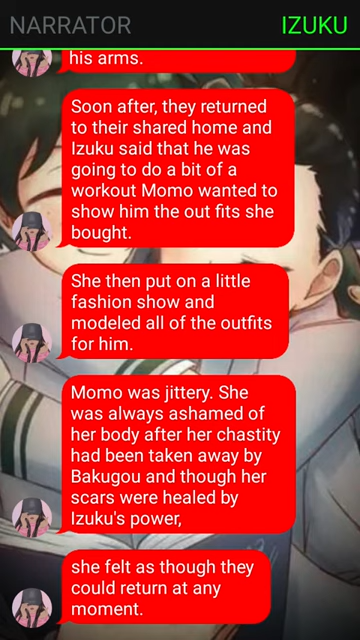 NARRATOR IZUKU
his arms.
Soon after, they returned
to their shared home and
Izuku said that he was
going to do a bit of a
workout Momo wanted to
show him the out fits she
bought.
She then put on a little
fashion show and
modeled all of the outfits
for him.
Momo was jittery. She
was always ashamed of
her body after her chastity
had been taken away by
Bakugou and though her
scars were healed by
Izuku's power,
she felt as though they
could return at any
moment.